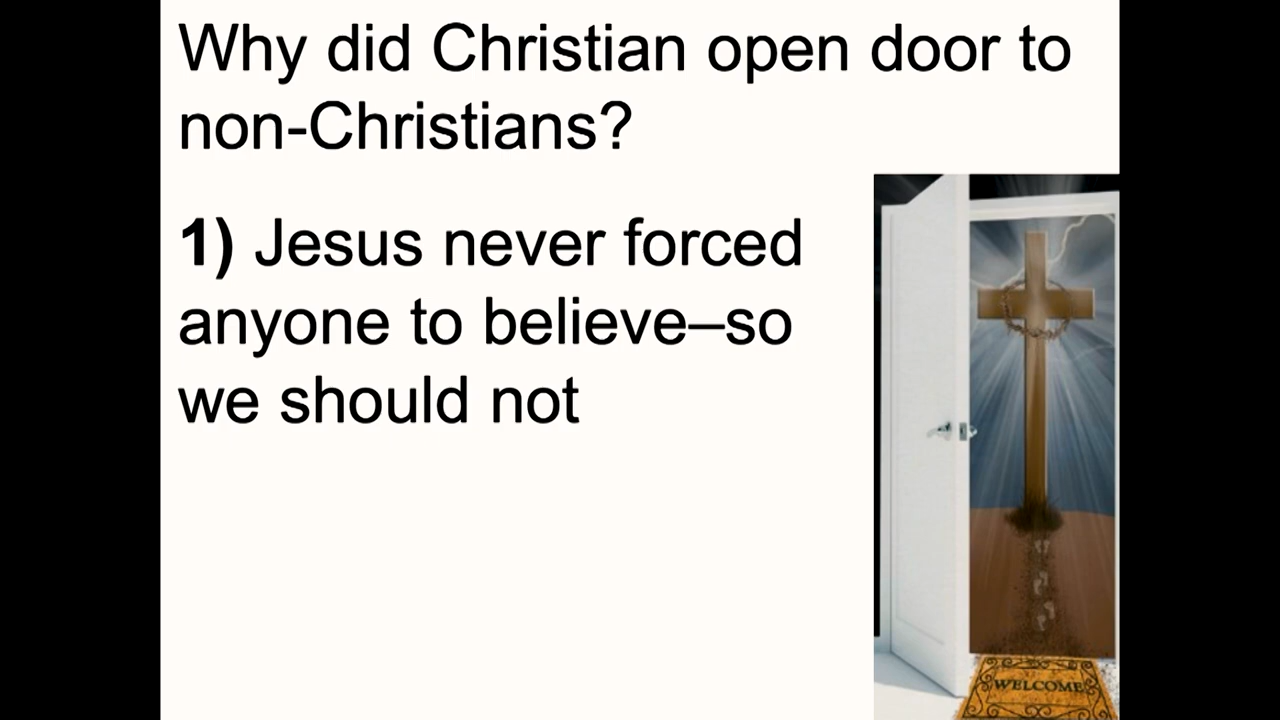 Why did Christian open door to
non-Christians?
1) Jesus never forced
anyone to believe–so
we should not
WELCOME